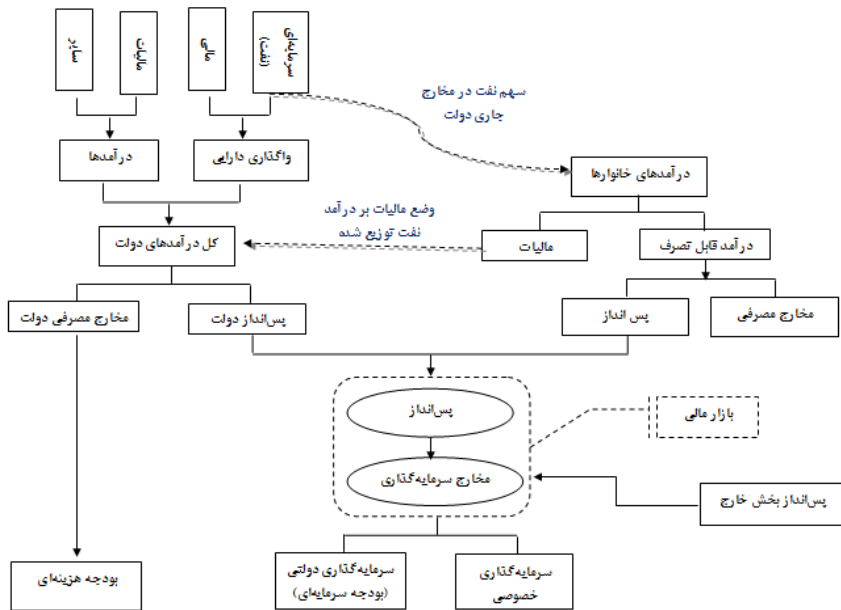 سرمایه‌ای
(نفت)
مالی
مالیات
سایر
سهم نفت در مخارج
جاری دولت
واگذاری دارایی
درآمدها
درآمدهای خانوارها
وضع مالیات بر درآمد
نفت توزیع شده
کل درآمدهای دولت
مالیات
درآمد قابل تصرف
مخارج مصرفی دولت
پس‌انداز دولت
پس انداز
مخارج مصرفی
پس‌انداز
بازار مالی
مخارج سرمایه‌گذاری
پس‌انداز بخش خارج
بودجه هزینه‌ای
سرمایه‌گذاری دولتی
(بودجه سرمایه‌ای)
سرمایه‌گذاری
خصوصی